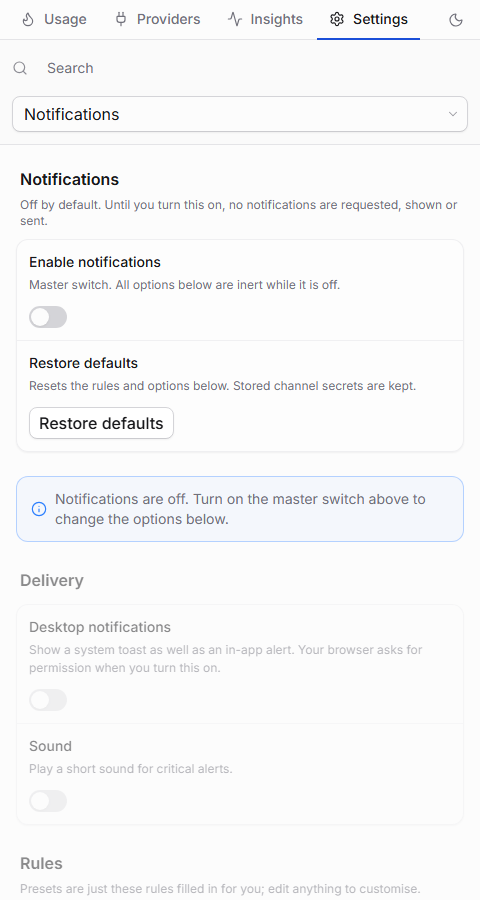 Usage
Providers
Insights
Settings
Search
Notifications
Notifications
Off by default. Until you turn this on, no notifications are requested, shown or
sent.
Enable notifications
Master switch. All options below are inert while it is off.
Restore defaults
Resets the rules and options below. Stored channel secrets are kept.
Restore defaults
Notifications are off. Turn on the master switch above to
change the options below.
Delivery
Desktop notifications
Show a system toast as well as an in-app alert. Your browser asks for
permission when you turn this on.
Sound
Play a short sound for critical alerts.
Rules
Presets are just these rules filled in for you; edit anything to customise.